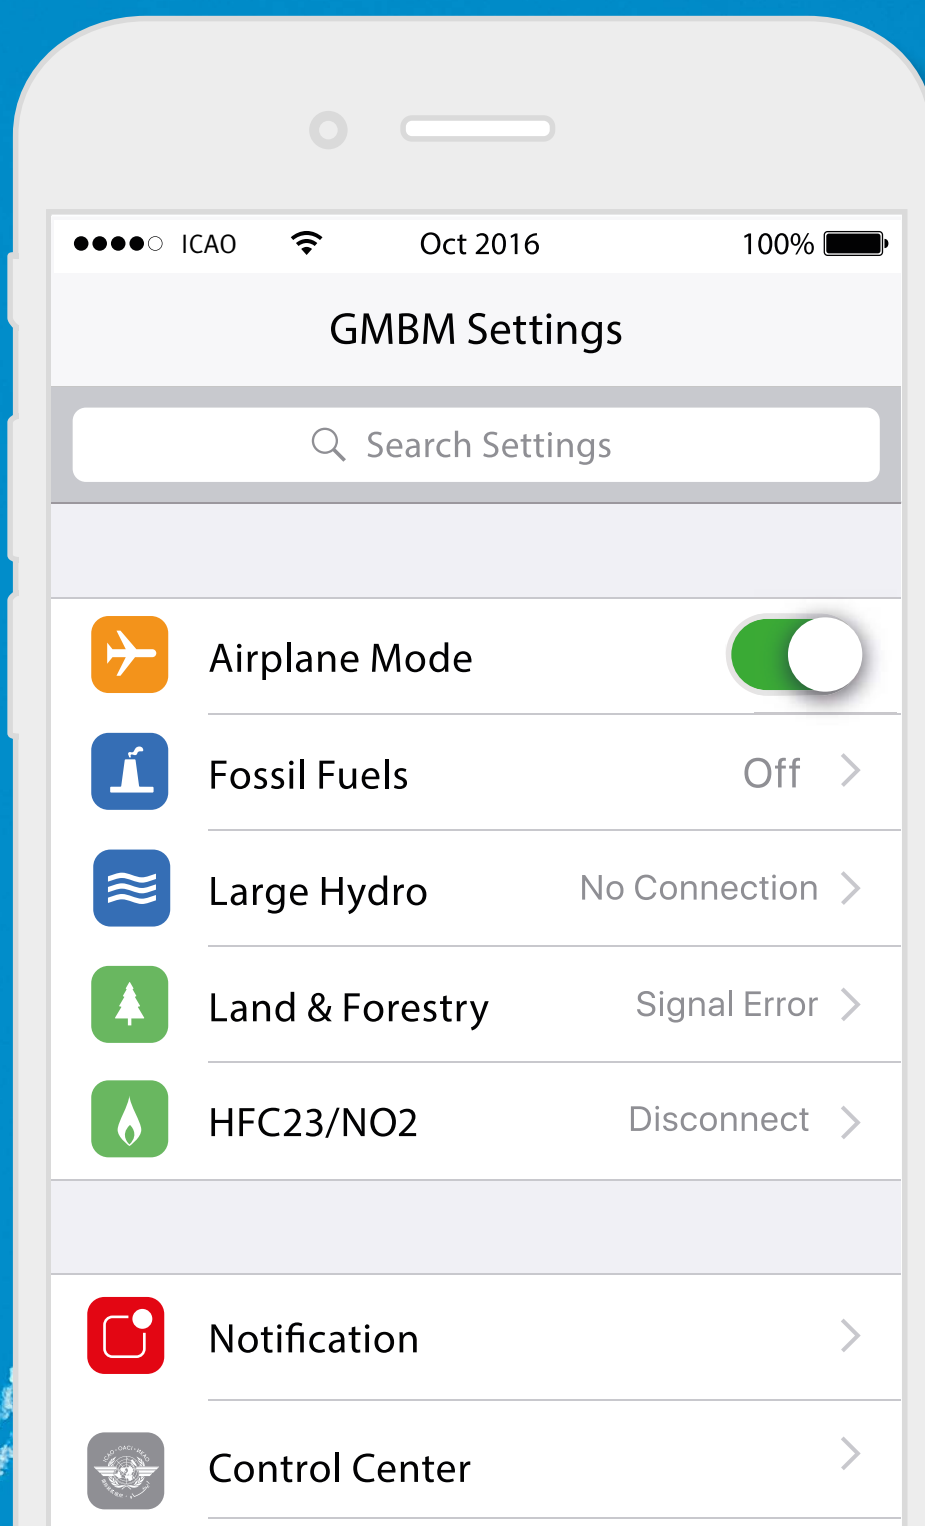 ICAO Oct 2016 100%
GMBM Settings
Search Settings
Airplane Mode
Fossil Fuels Off
Large Hydro No Connection
Land & Forestry Signal Error
HFC23/NO2 Disconnect
Notification
Control Center